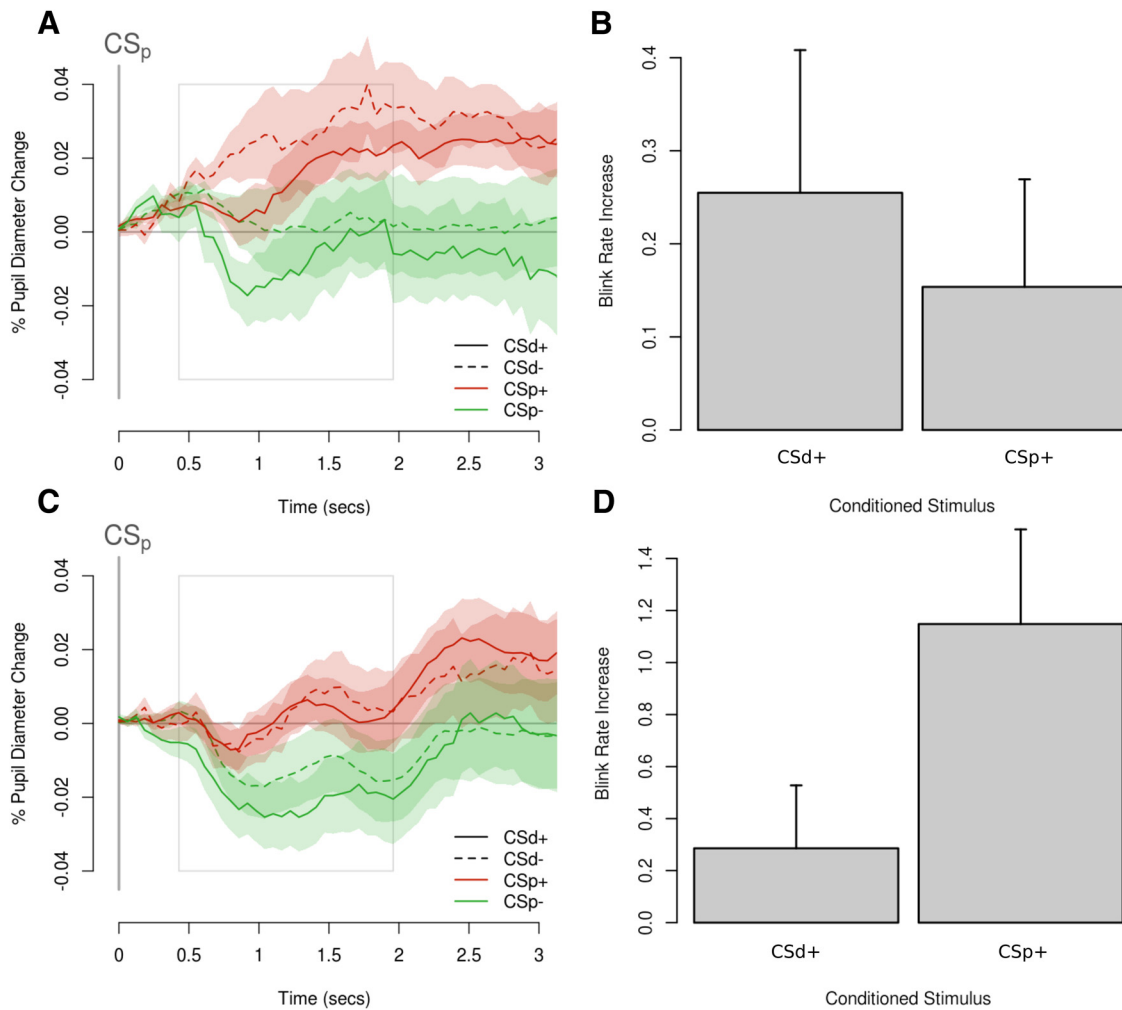 A
CSp
% Pupil Diameter Change
0.04
0.02
0.00
-0.02
-0.04
CSd+
CSd-
CSp+
CSp-
0 0.5 1 1.5 2 2.5 3
Time (secs)
B
Blink Rate Increase
0.4
0.3
0.2
0.1
0.0
CSd+ CSp+
Conditioned Stimulus
C
CSp
% Pupil Diameter Change
0.04
0.02
0.00
-0.02
-0.04
CSd+
CSd-
CSp+
CSp-
0 0.5 1 1.5 2 2.5 3
Time (secs)
D
Blink Rate Increase
1.4
1.2
1.0
0.8
0.6
0.4
0.2
0.0
CSd+ CSp+
Conditioned Stimulus